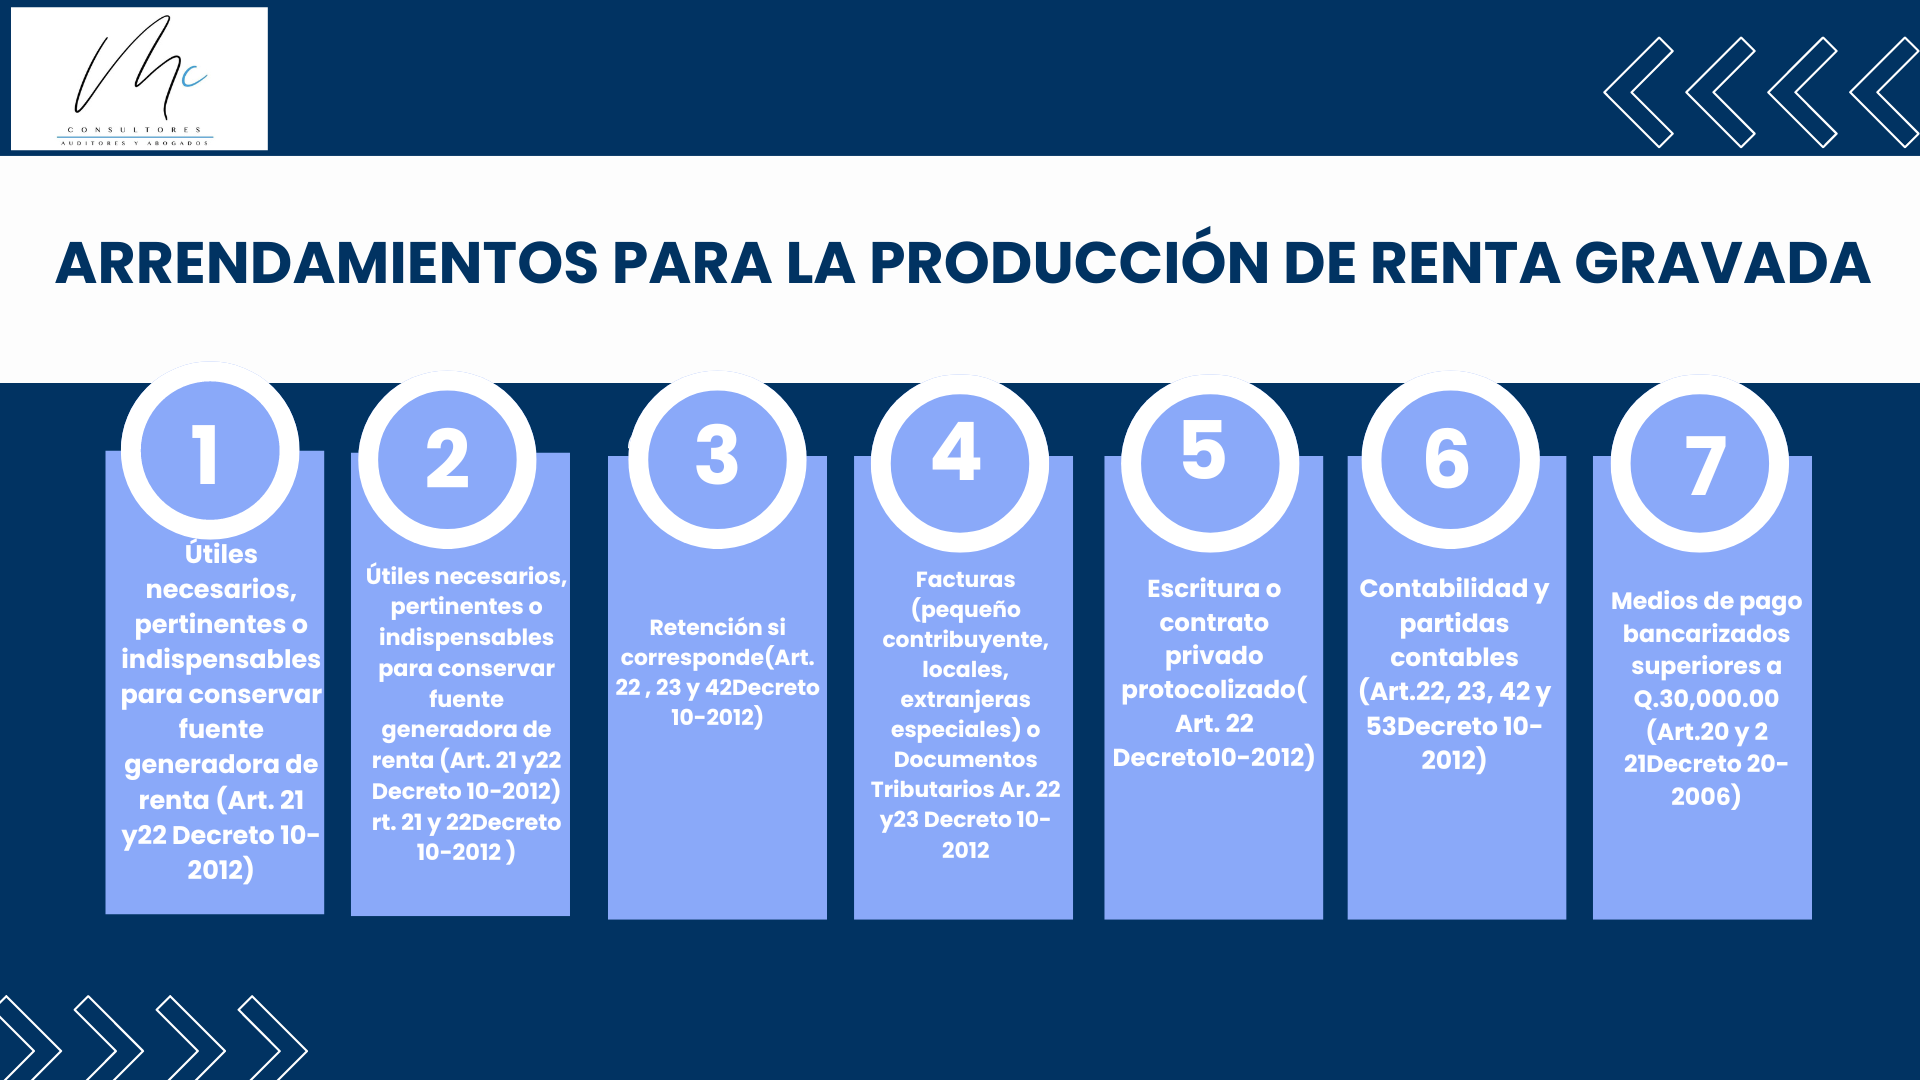 Mc
CONSULTORES
AUDITORES Y ABOGADOS
ARRENDAMIENTOS PARA LA PRODUCCIÓN DE RENTA GRAVADA
1
Útiles
necesarios,
pertinentes o
indispensables
para conservar
fuente
generadora de
renta (Art. 21
y22 Decreto 10-
2012)
2
Útiles necesarios,
pertinentes o
indispensables
para conservar
fuente
generadora de
renta (Art. 21 y22
Decreto 10-2012)
rt. 21 y 22Decreto
10-2012 )
3
Retención si
corresponde(Art.
22 , 23 y 42Decreto
10-2012)
4
Facturas
(pequeño
contribuyente,
locales,
extranjeras
especiales) o
Documentos
Tributarios Ar. 22
y23 Decreto 10-
2012
5
Escritura o
contrato
privado
protocolizado(
Art. 22
Decreto10-2012)
6
Contabilidad y
partidas
contables
(Art.22, 23, 42 y
53Decreto 10-
2012)
7
Medios de pago
bancarizados
superiores a
Q.30,000.00
(Art.20 y 2
21Decreto 20-
2006)